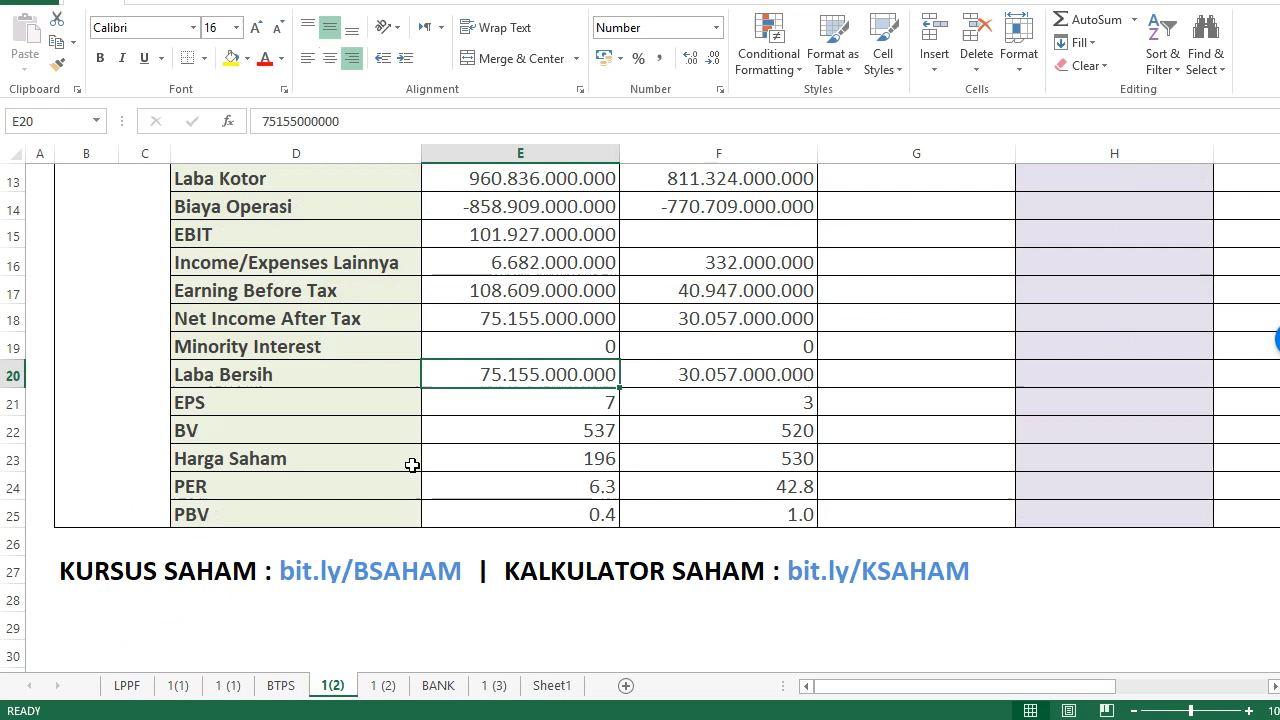 Calibri 16 Wrap Text Number AutoSum
Paste B I U Merge & Center % Conditional Formatting Format as Table Cell Styles Insert Delete Format Fill Clear Sort & Filter Find & Select
Clipboard Font Alignment Number Styles Cells Editing
E20 fx 75155000000
A B C D E F G H
13 Laba Kotor 960.836.000.000 811.324.000.000
14 Biaya Operasi -858.909.000.000 -770.709.000.000
15 EBIT 101.927.000.000
16 Income/Expenses Lainnya 6.682.000.000 332.000.000
17 Earning Before Tax 108.609.000.000 40.947.000.000
18 Net Income After Tax 75.155.000.000 30.057.000.000
19 Minority Interest 0 0
20 Laba Bersih 75.155.000.000 30.057.000.000
21 EPS 7 3
22 BV 537 520
23 Harga Saham 196 530
24 PER 6.3 42.8
25 PBV 0.4 1.0
26
27 KURSUS SAHAM : bit.ly/BSAHAM | KALKULATOR SAHAM : bit.ly/KSAHAM
28
29
30
LPPF 1(1) 1 (1) BTPS 1(2) 1 (2) BANK 1 (3) Sheet1
READY 10